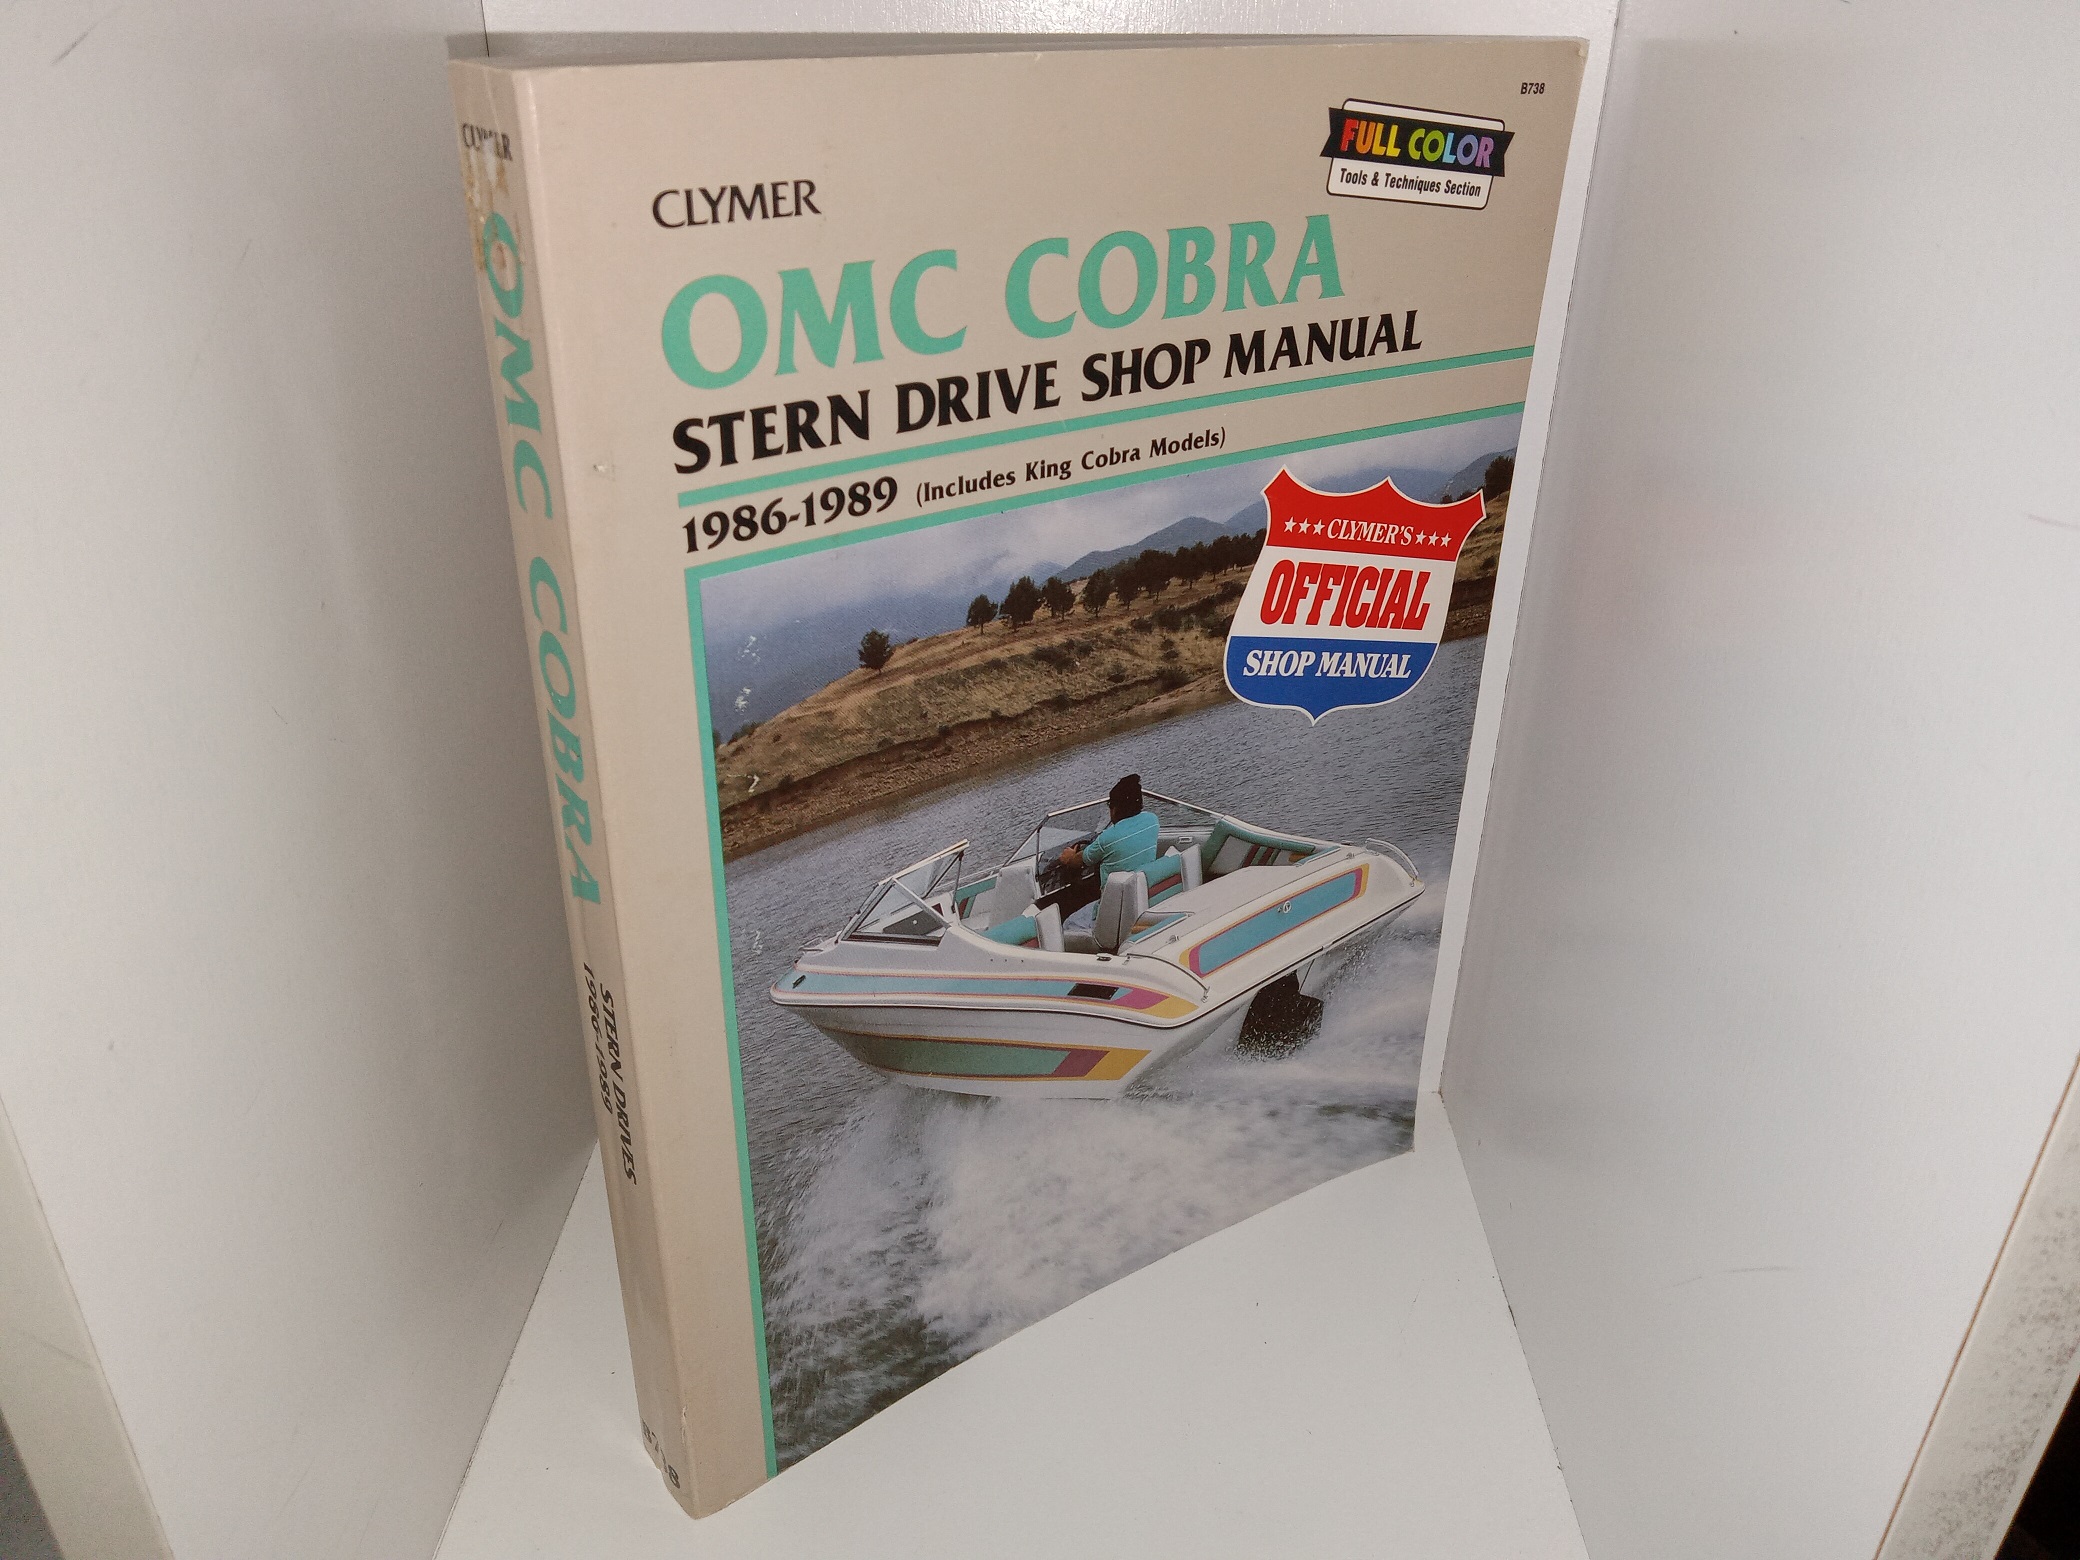 CLYMER
OMC COBRA
STERN DRIVES
1986-1989
B738
FULL COLOR
Tools & Techniques Section
CLYMER
OMC COBRA
STERN DRIVE SHOP MANUAL
1986-1989 (Includes King Cobra Models)
★★★CLYMER'S★★★
OFFICIAL
SHOP MANUAL